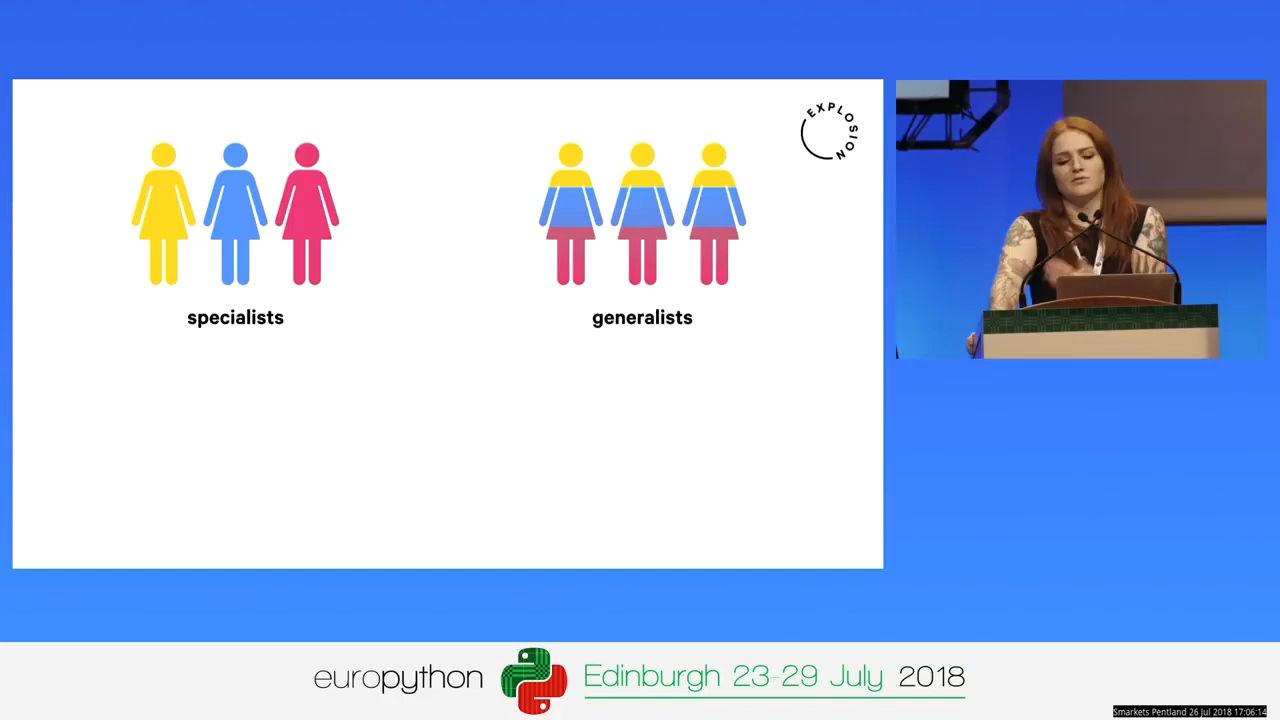 EXPLOSION
specialists
generalists
europython
Edinburgh 23-29 July 2018
Smarkets Pentland 26 Jul 2018 17:06:14